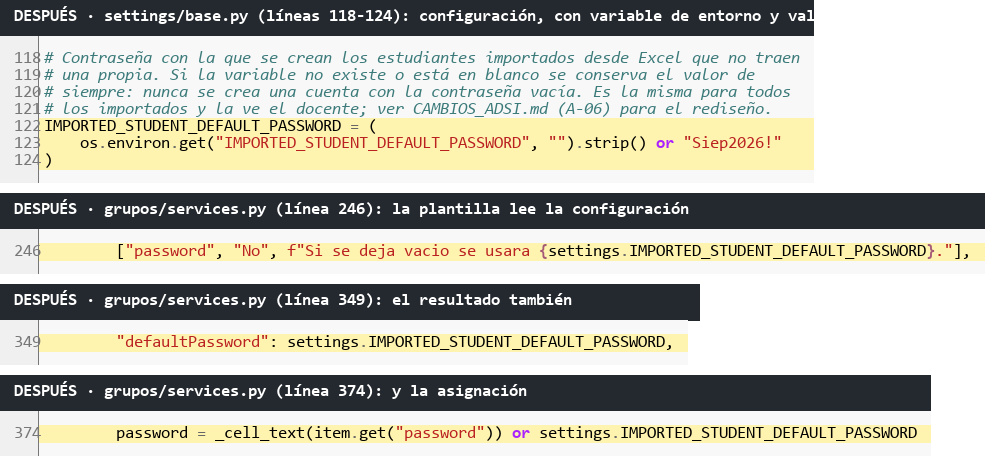 DESPUÉS · settings/base.py (líneas 118-124): configuración, con variable de entorno y val
118 # Contraseña con la que se crean los estudiantes importados desde Excel que no traen
119 # una propia. Si la variable no existe o está en blanco se conserva el valor de
120 # siempre: nunca se crea una cuenta con la contraseña vacía. Es la misma para todos
121 # los importados y la ve el docente; ver CAMBIOS_ADSI.md (A-06) para el rediseño.
122 IMPORTED_STUDENT_DEFAULT_PASSWORD = (
123     os.environ.get("IMPORTED_STUDENT_DEFAULT_PASSWORD", "").strip() or "Siep2026!"
124 )
DESPUÉS · grupos/services.py (línea 246): la plantilla lee la configuración
246         ["password", "No", f"Si se deja vacio se usara {settings.IMPORTED_STUDENT_DEFAULT_PASSWORD}."],
DESPUÉS · grupos/services.py (línea 349): el resultado también
349         "defaultPassword": settings.IMPORTED_STUDENT_DEFAULT_PASSWORD,
DESPUÉS · grupos/services.py (línea 374): y la asignación
374         password = _cell_text(item.get("password")) or settings.IMPORTED_STUDENT_DEFAULT_PASSWORD